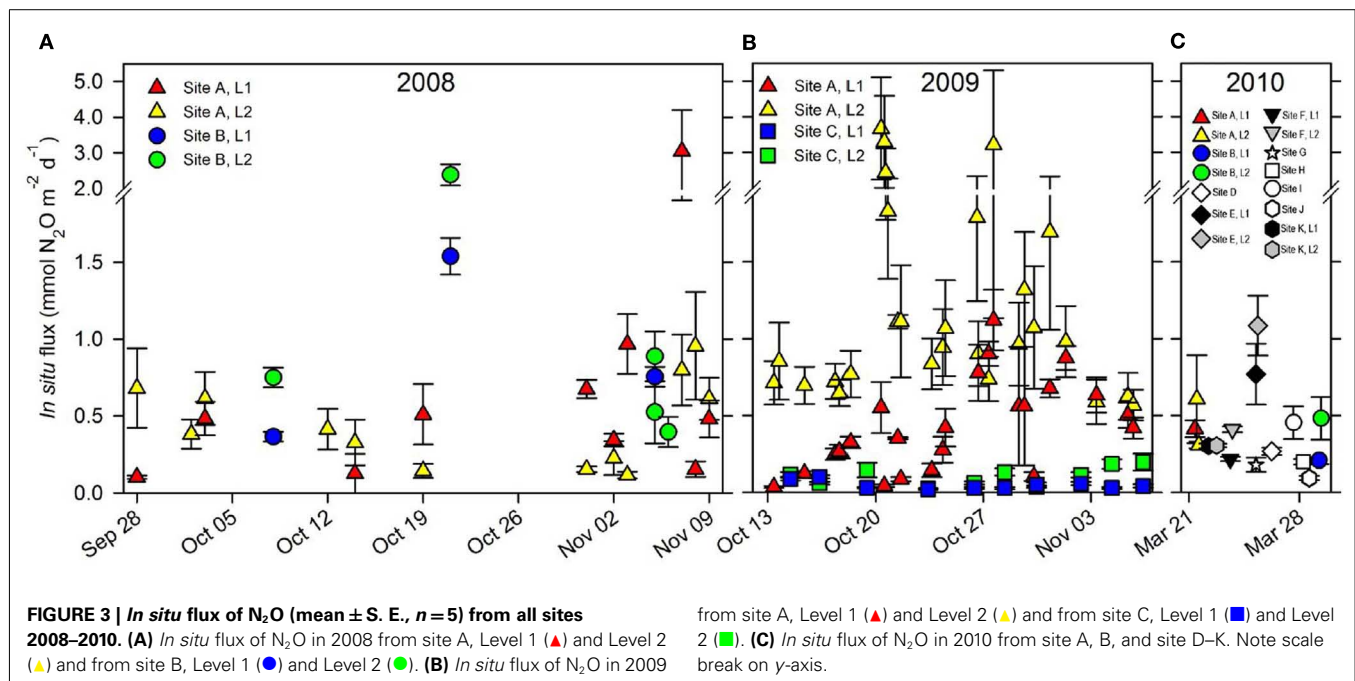 A
B
C
2008
2009
2010
In situ flux (mmol N2O m-2 d-1)
5.0
4.0
3.0
2.0
1.5
1.0
0.5
0.0
Site A, L1
Site A, L2
Site B, L1
Site B, L2
Sep 28
Oct 05
Oct 12
Oct 19
Oct 26
Nov 02
Nov 09
Site A, L1
Site A, L2
Site C, L1
Site C, L2
Oct 13
Oct 20
Oct 27
Nov 03
Site A, L1
Site A, L2
Site B, L1
Site B, L2
Site D
Site E, L1
Site E, L2
Site F, L1
Site F, L2
Site G
Site H
Site I
Site J
Site K, L1
Site K, L2
Mar 21
Mar 28
FIGURE 3 | In situ flux of N2O (mean ± S. E., n = 5) from all sites
2008–2010. (A) In situ flux of N2O in 2008 from site A, Level 1 (▲) and Level 2
(▲) and from site B, Level 1 (●) and Level 2 (●). (B) In situ flux of N2O in 2009
from site A, Level 1 (▲) and Level 2 (▲) and from site C, Level 1 (■) and Level
2 (■). (C) In situ flux of N2O in 2010 from site A, B, and site D–K. Note scale
break on y-axis.